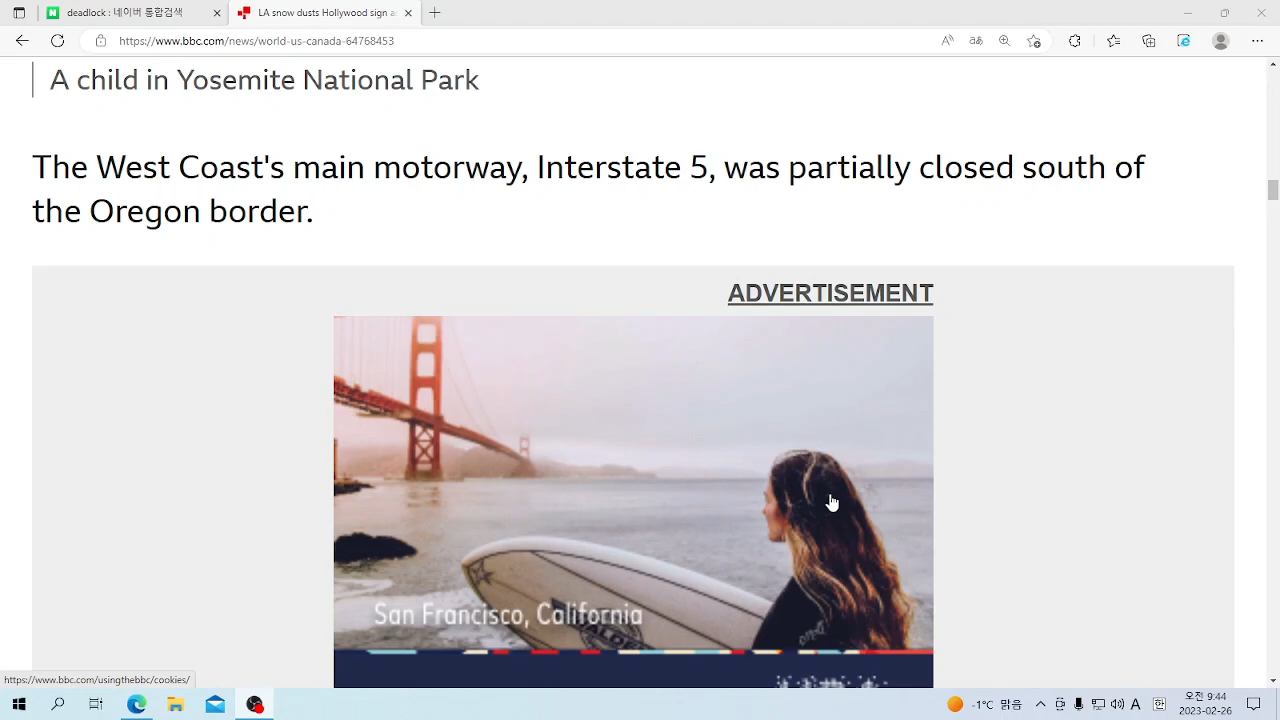 deadlock : 네이버 통합검색
LA snow dusts Hollywood sign a
https://www.bbc.com/news/world-us-canada-64768453
A child in Yosemite National Park
The West Coast's main motorway, Interstate 5, was partially closed south of
the Oregon border.
ADVERTISEMENT
San Francisco, California
https://www.bbc.com/usingthebbc/cookies/
-1°C 맑음
A
한
오전 9:44
2023-02-26